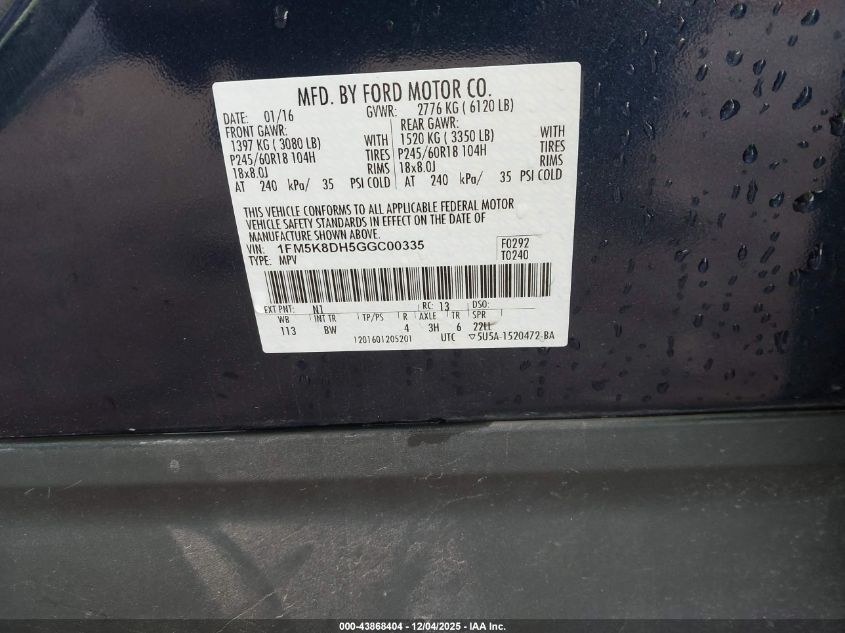 MFD. BY FORD MOTOR CO.
DATE: 01/16 GVWR: 2776 KG ( 6120 LB)
FRONT GAWR: REAR GAWR:
1397 KG ( 3080 LB) WITH 1520 KG ( 3350 LB) WITH
P245/60R18 104H TIRES P245/60R18 104H TIRES
18x8.0J RIMS 18x8.0J RIMS
AT 240 kPa/ 35 PSI COLD AT 240 kPa/ 35 PSI COLD
THIS VEHICLE CONFORMS TO ALL APPLICABLE FEDERAL MOTOR
VEHICLE SAFETY STANDARDS IN EFFECT ON THE DATE OF
MANUFACTURE SHOWN ABOVE.
VIN: 1FM5K8DH5GGC00335 F0292
TYPE: MPV T0240
EXT PNT: N1 RC: 13 DSO:
WB INT TR TP/PS R AXLE TR SPR
113 BW 4 3H 6 22LL
1201601205201 UTC ▽5U5A-1520472-BA
000-43868404 - 12/04/2025 - IAA Inc.